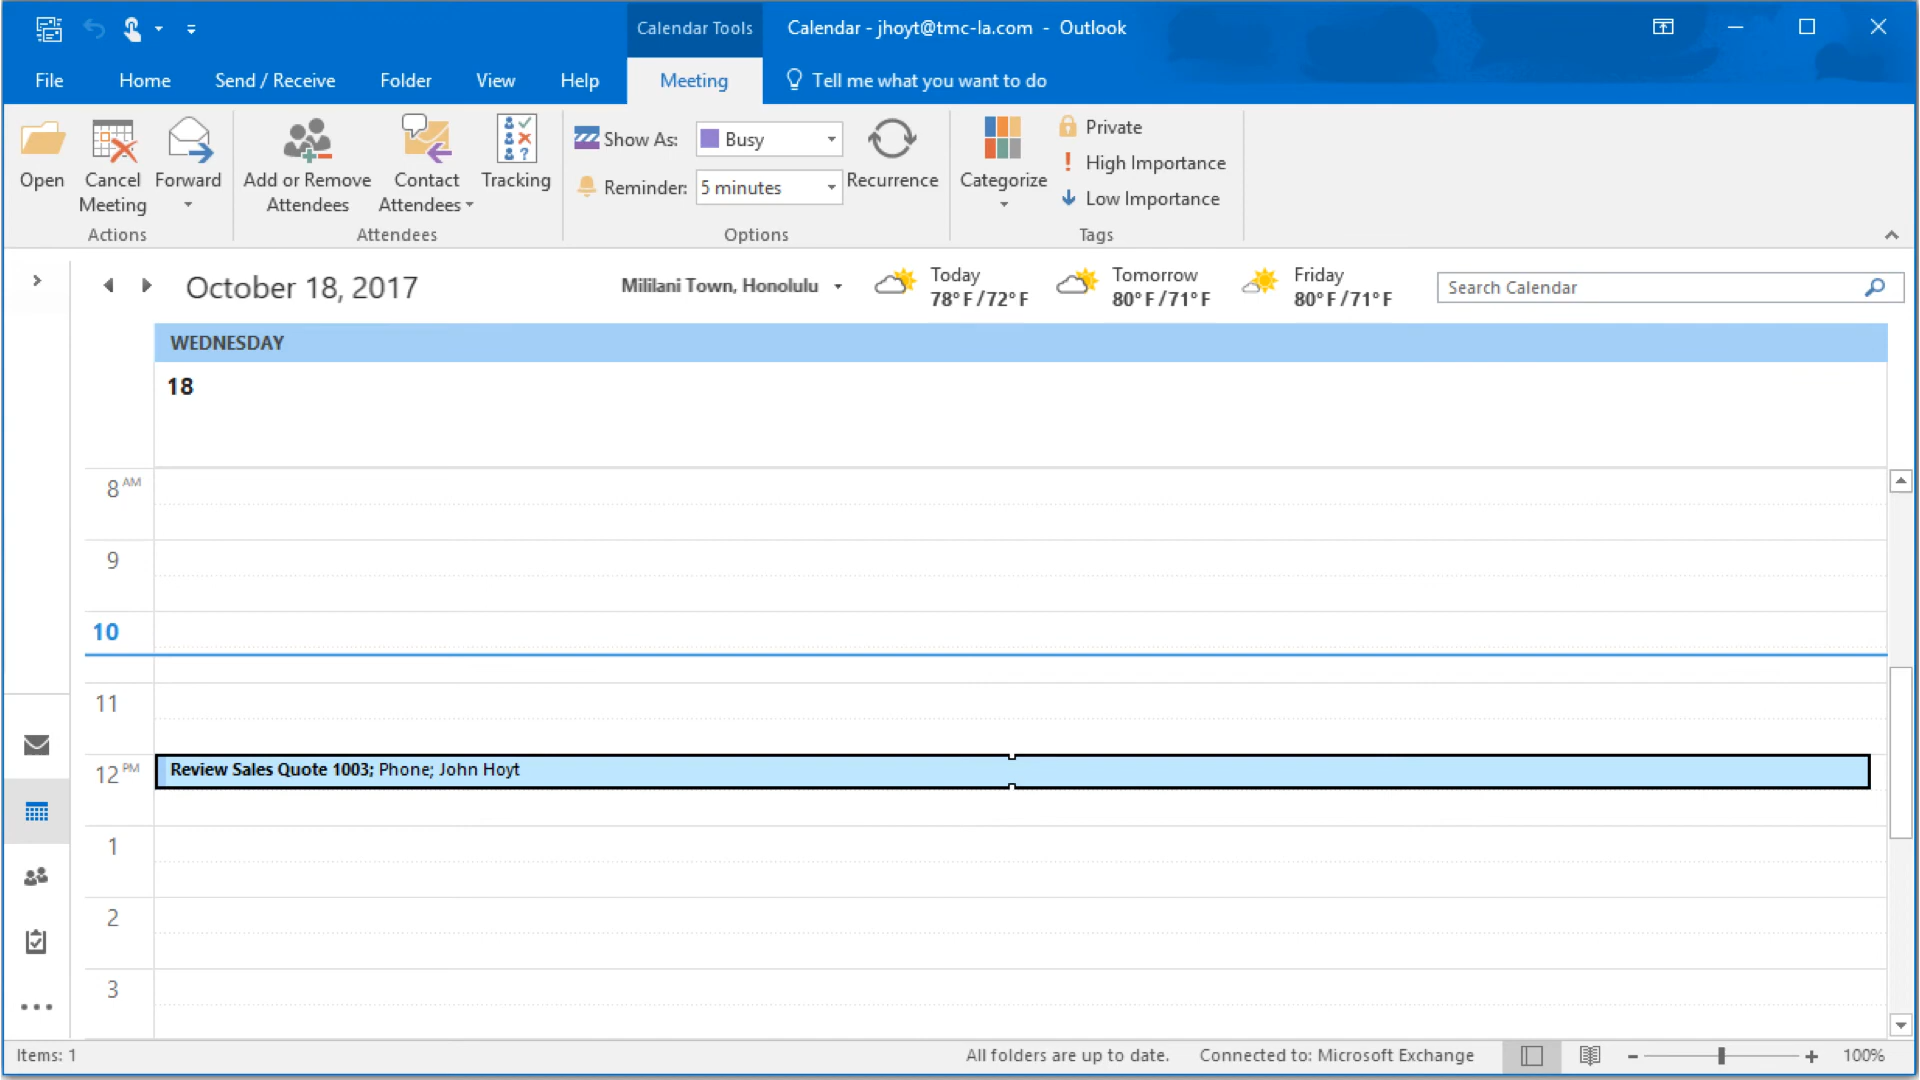 Calendar Tools
Calendar - jhoyt@tmc-la.com - Outlook
File Home Send / Receive Folder View Help Meeting Tell me what you want to do
Open
Cancel Meeting
Forward
Actions
Add or Remove Attendees
Contact Attendees
Tracking
Attendees
Show As: Busy
Reminder: 5 minutes
Recurrence
Options
Categorize
Private
High Importance
Low Importance
Tags
October 18, 2017
Mililani Town, Honolulu
Today
78° F / 72° F
Tomorrow
80° F / 71° F
Friday
80° F / 71° F
Search Calendar
WEDNESDAY
18
8 AM
9
10
11
12 PM
Review Sales Quote 1003; Phone; John Hoyt
1
2
3
Items: 1
All folders are up to date.
Connected to: Microsoft Exchange
100%